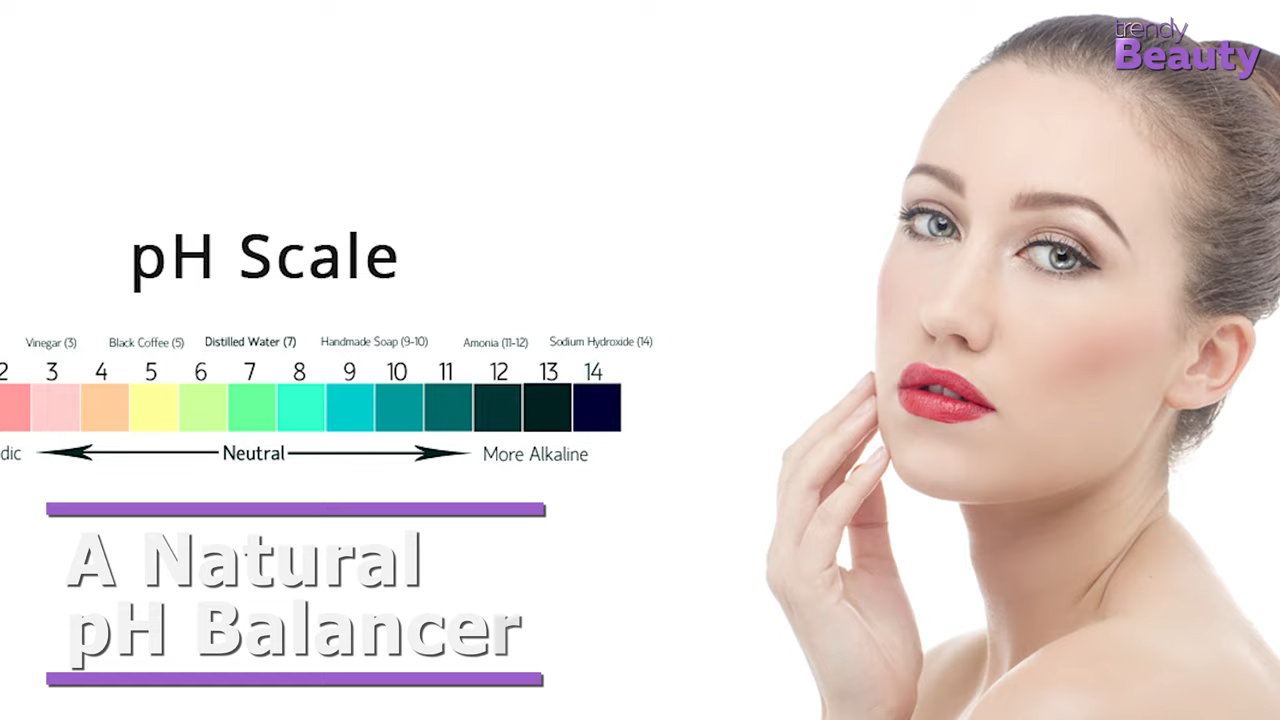 trendy
Beauty
pH Scale
Vinegar (3) Black Coffee (5) Distilled Water (7) Handmade Soap (9-10) Amonia (11-12) Sodium Hydroxide (14)
2 3 4 5 6 7 8 9 10 11 12 13 14
dic Neutral More Alkaline
A Natural
pH Balancer